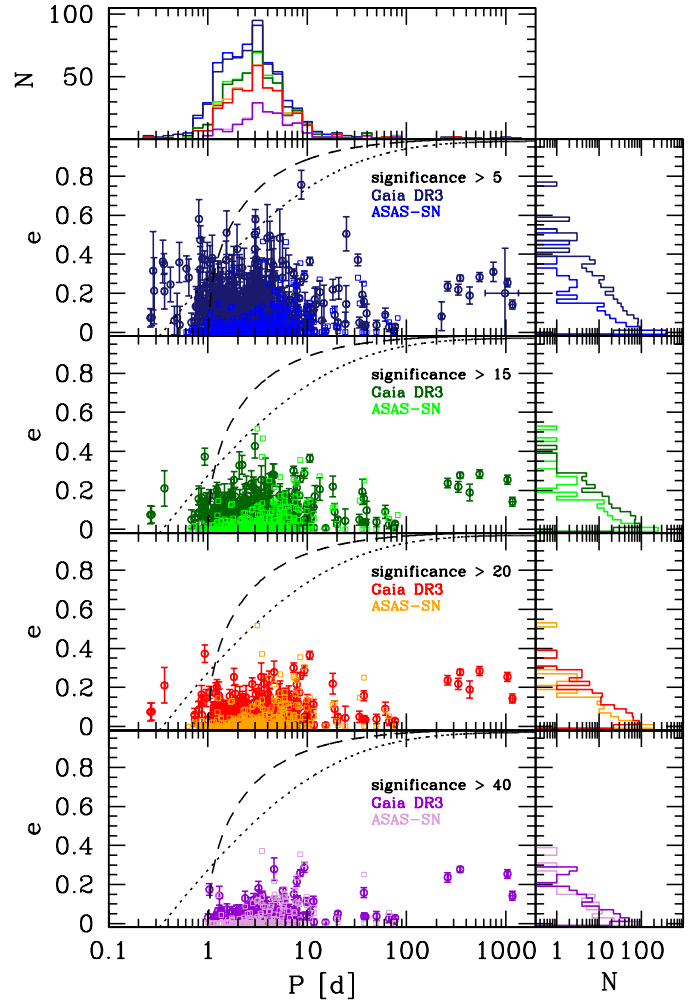 100
50
N
0.8
0.6
0.4
0.2
0
e
significance > 5
Gaia DR3
ASAS-SN
0.8
0.6
0.4
0.2
0
e
significance > 15
Gaia DR3
ASAS-SN
0.8
0.6
0.4
0.2
0
e
significance > 20
Gaia DR3
ASAS-SN
0.8
0.6
0.4
0.2
0
e
significance > 40
Gaia DR3
ASAS-SN
0.1 1 10 100 1000 1 10 100
P [d] N